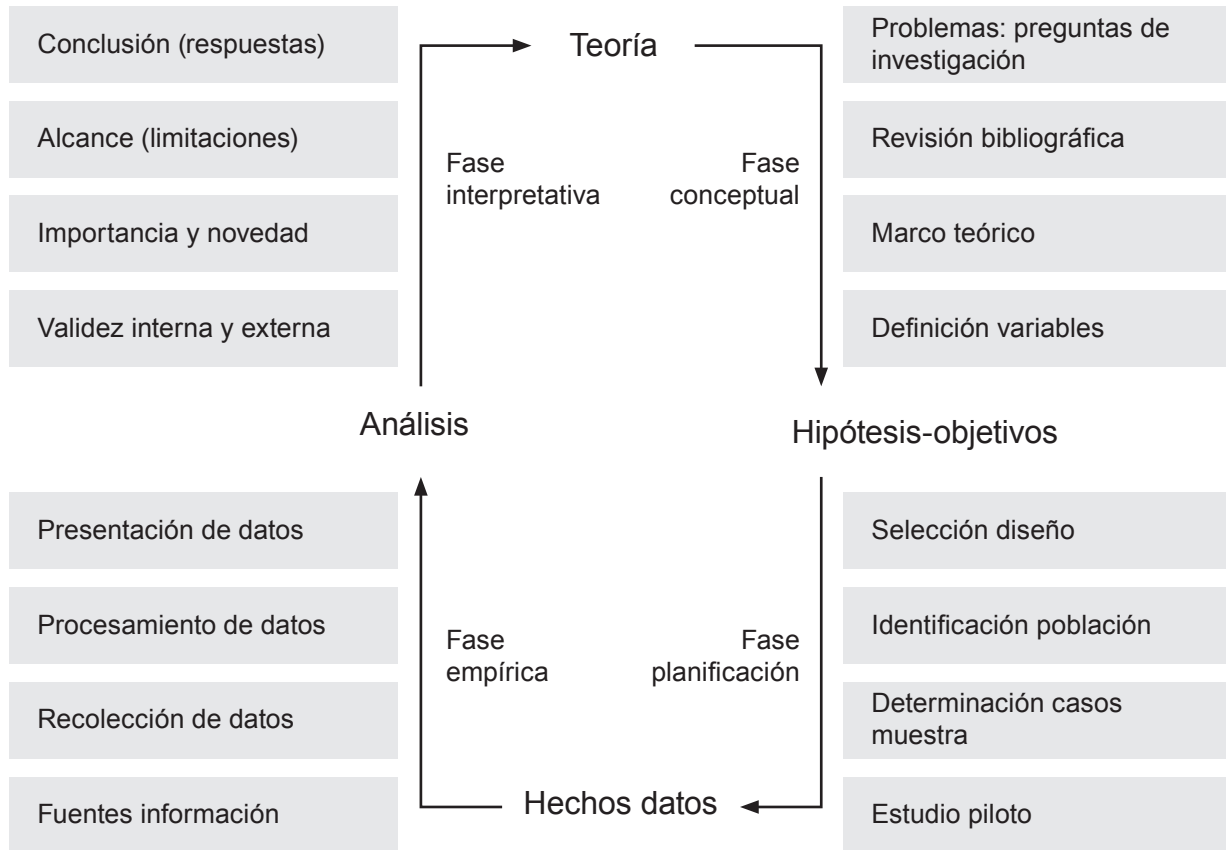 Conclusión (respuestas)
Alcance (limitaciones)
Importancia y novedad
Validez interna y externa
Teoría
Problemas: preguntas de
investigación
Revisión bibliográfica
Marco teórico
Definición variables
Fase
interpretativa
Fase
conceptual
Análisis
Hipótesis-objetivos
Presentación de datos
Procesamiento de datos
Recolección de datos
Fuentes información
Fase
empírica
Fase
planificación
Hechos datos
Selección diseño
Identificación población
Determinación casos
muestra
Estudio piloto